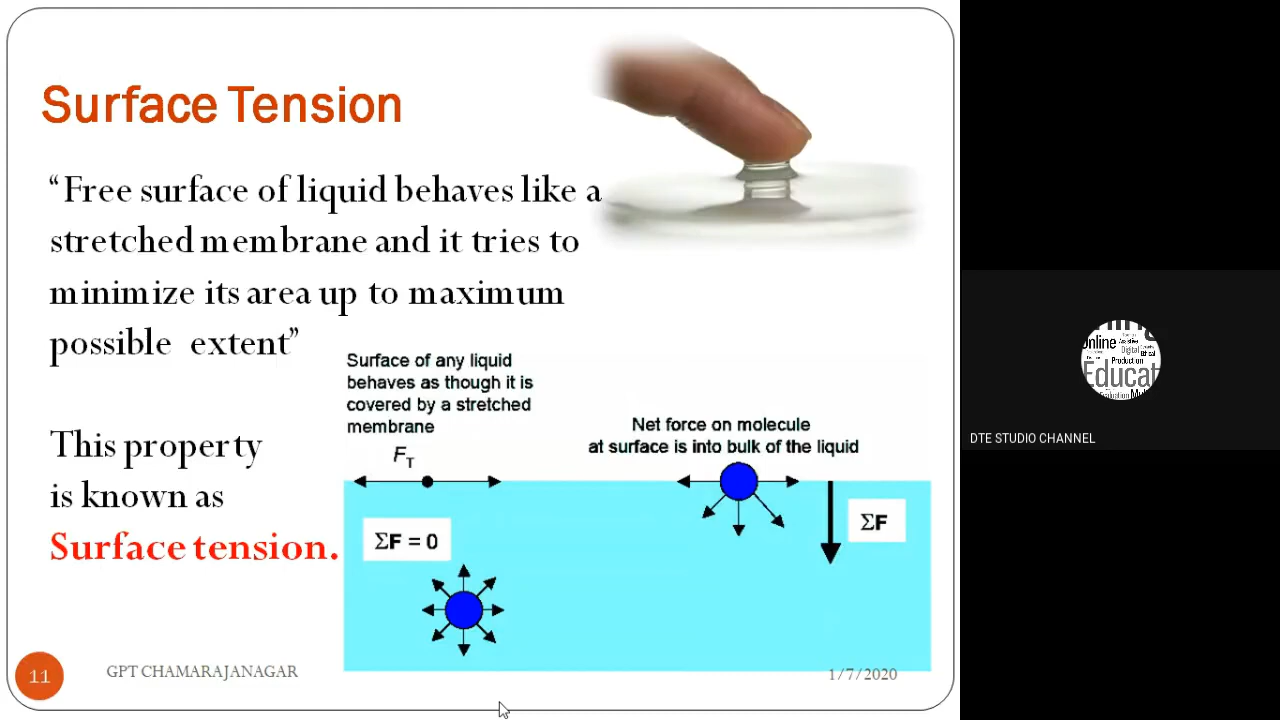 Surface Tension
“Free surface of liquid behaves like a
stretched membrane and it tries to
minimize its area up to maximum
possible extent”
This property
is known as
Surface tension.
Surface of any liquid
behaves as though it is
covered by a stretched
membrane
FT
ΣF = 0
Net force on molecule
at surface is into bulk of the liquid
ΣF
11
GPT CHAMARAJANAGAR
1/7/2020
Online
Digital
Production
Educat
DTE STUDIO CHANNEL